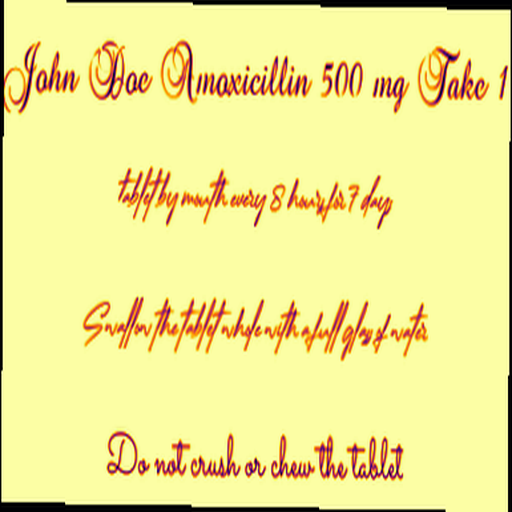 John Doe Amoxicillin 500 mg Take 1
tablet by mouth every 8 hours for 7 days
Swallow the tablet whole with a full glass of water
Do not crush or chew the tablet